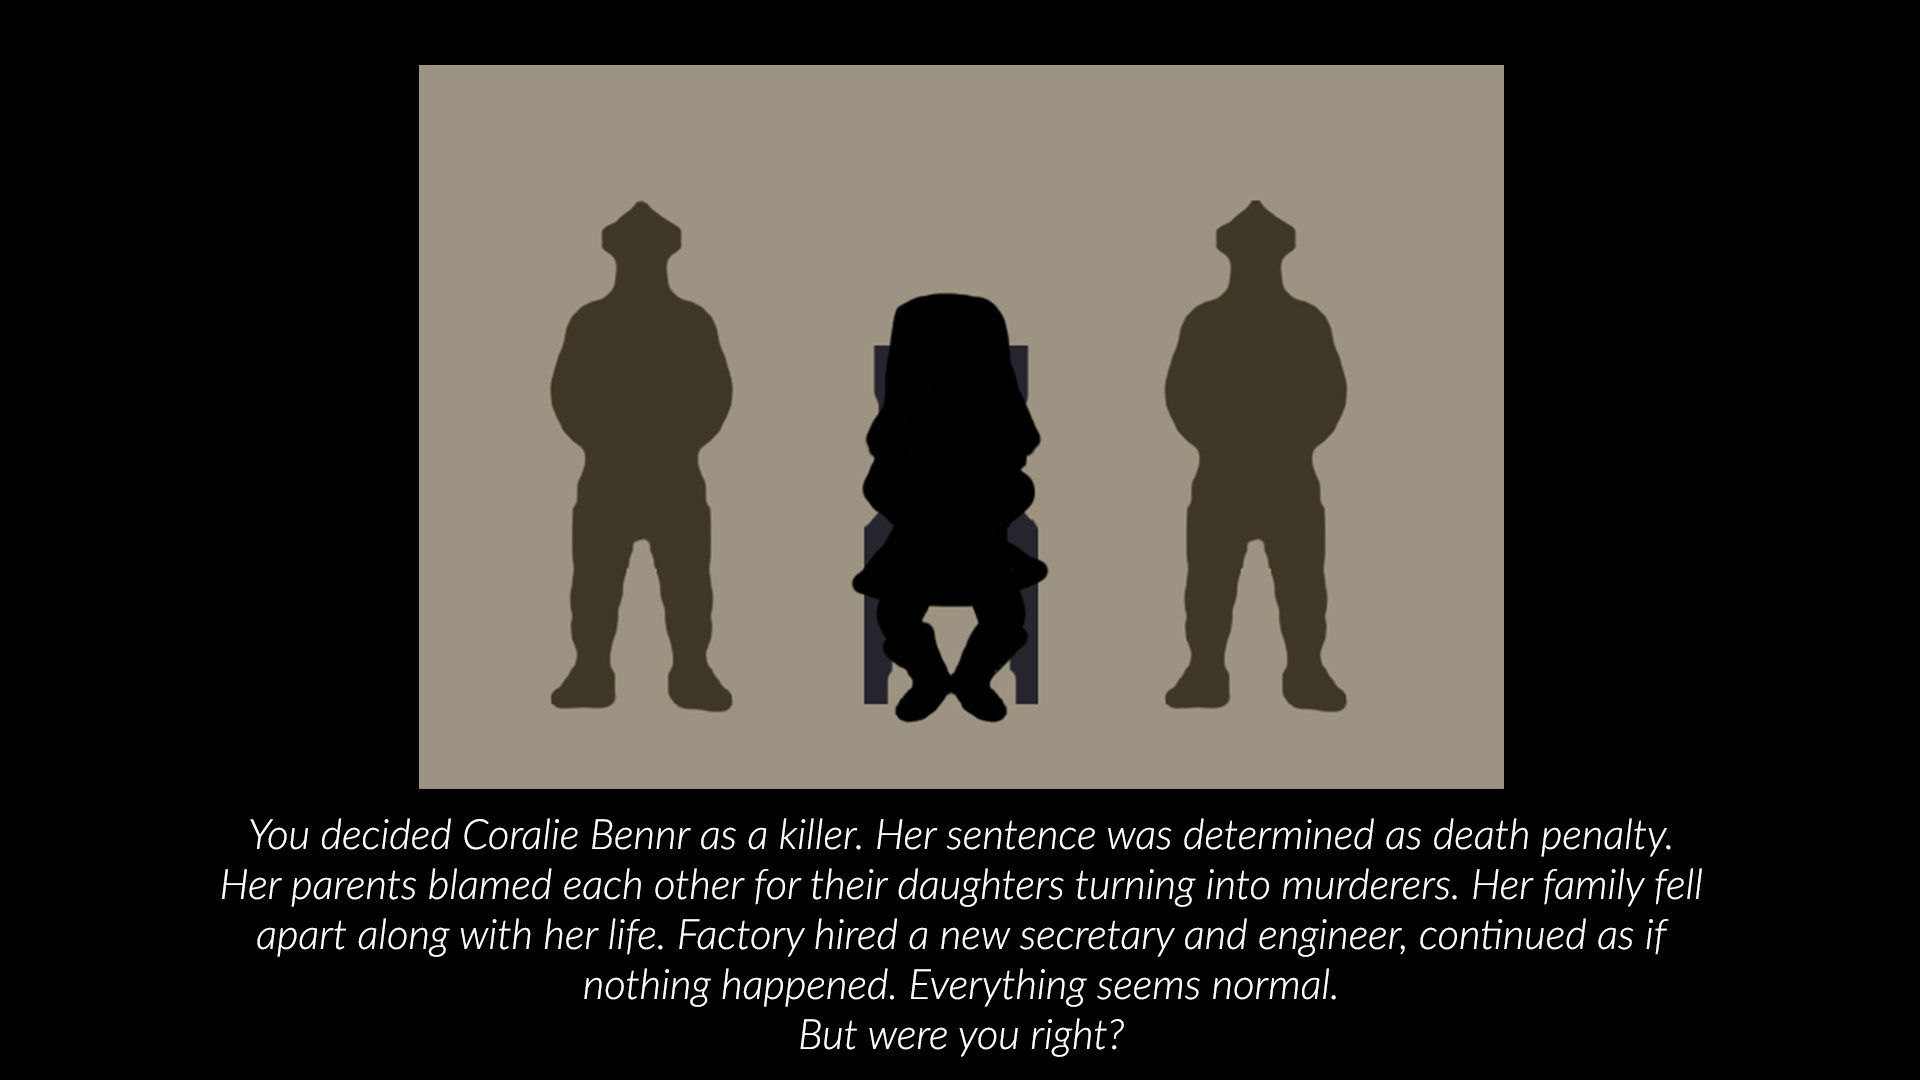 You decided Coralie Bennr as a killer. Her sentence was determined as death penalty.
Her parents blamed each other for their daughters turning into murderers. Her family fell
apart along with her life. Factory hired a new secretary and engineer, continued as if
nothing happened. Everything seems normal.
But were you right?